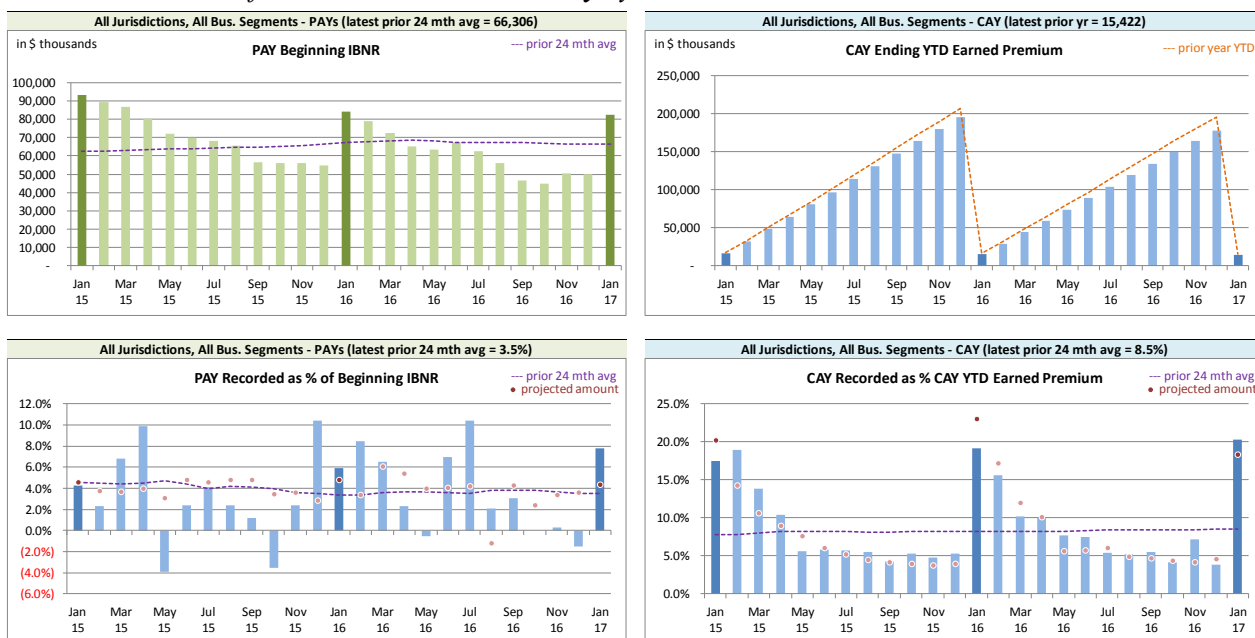 All Jurisdictions, All Bus. Segments - PAYs (latest prior 24 mth avg = 66,306)
in $ thousands
PAY Beginning IBNR
--- prior 24 mth avg
100,000
90,000
80,000
70,000
60,000
50,000
40,000
30,000
20,000
10,000
-
Jan Mar May Jul Sep Nov Jan Mar May Jul Sep Nov Jan
15 15 15 15 15 15 16 16 16 16 16 16 17
All Jurisdictions, All Bus. Segments - CAY (latest prior yr = 15,422)
in $ thousands
CAY Ending YTD Earned Premium
--- prior year YTD
250,000
200,000
150,000
100,000
50,000
-
Jan Mar May Jul Sep Nov Jan Mar May Jul Sep Nov Jan
15 15 15 15 15 15 16 16 16 16 16 16 17
All Jurisdictions, All Bus. Segments - PAYs (latest prior 24 mth avg = 3.5%)
PAY Recorded as % of Beginning IBNR
--- prior 24 mth avg
projected amount
12.0%
10.0%
8.0%
6.0%
4.0%
2.0%
0.0%
(2.0%)
(4.0%)
(6.0%)
Jan Mar May Jul Sep Nov Jan Mar May Jul Sep Nov Jan
15 15 15 15 15 15 16 16 16 16 16 16 17
All Jurisdictions, All Bus. Segments - CAY (latest prior 24 mth avg = 8.5%)
CAY Recorded as % CAY YTD Earned Premium
--- prior 24 mth avg
projected amount
25.0%
20.0%
15.0%
10.0%
5.0%
0.0%
Jan Mar May Jul Sep Nov Jan Mar May Jul Sep Nov Jan
15 15 15 15 15 15 16 16 16 16 16 16 17